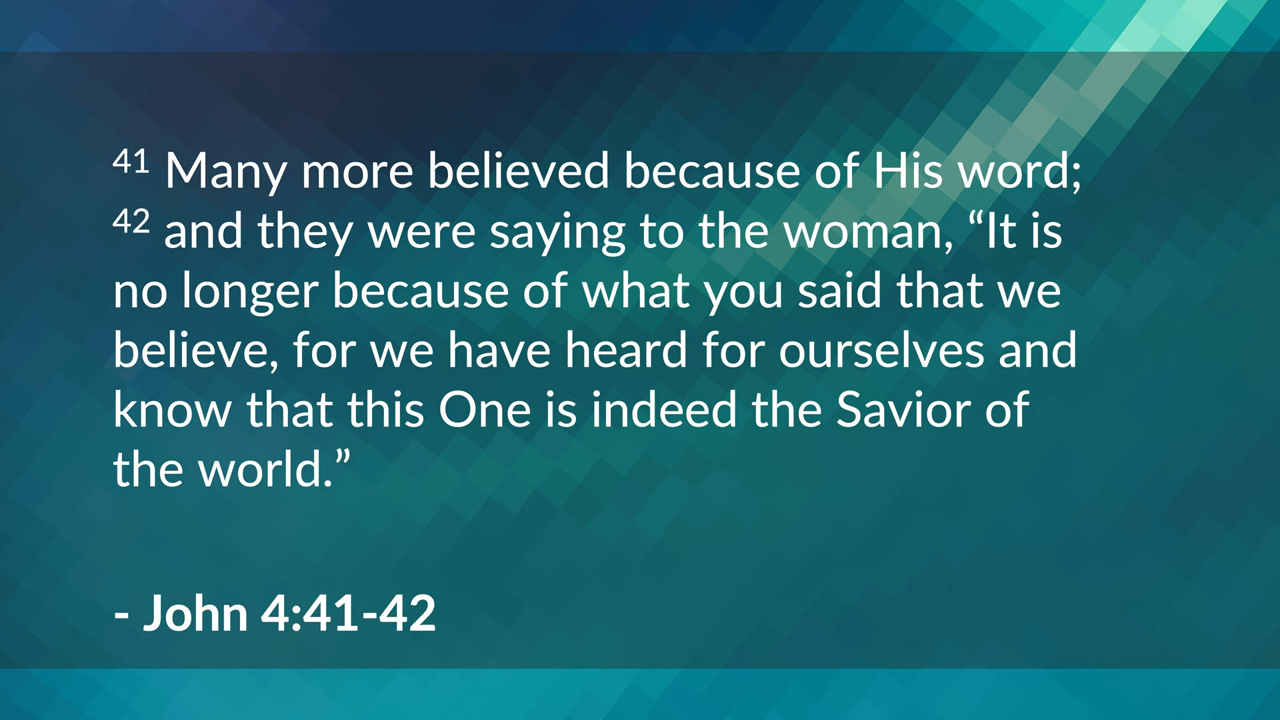 41 Many more believed because of His word;
42 and they were saying to the woman, “It is
no longer because of what you said that we
believe, for we have heard for ourselves and
know that this One is indeed the Savior of
the world.”
- John 4:41-42